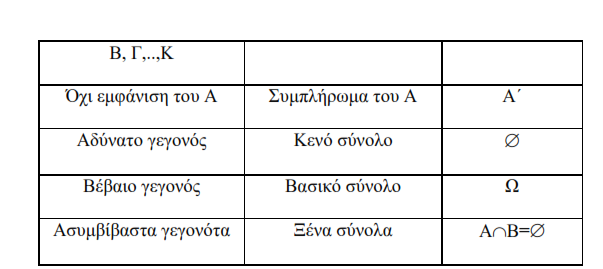 Β, Γ,..,Κ
Όχι εμφάνιση του Α Συμπλήρωμα του Α Α΄
Αδύνατο γεγονός Κενό σύνολο ∅
Βέβαιο γεγονός Βασικό σύνολο Ω
Ασυμβίβαστα γεγονότα Ξένα σύνολα Α∩Β=∅